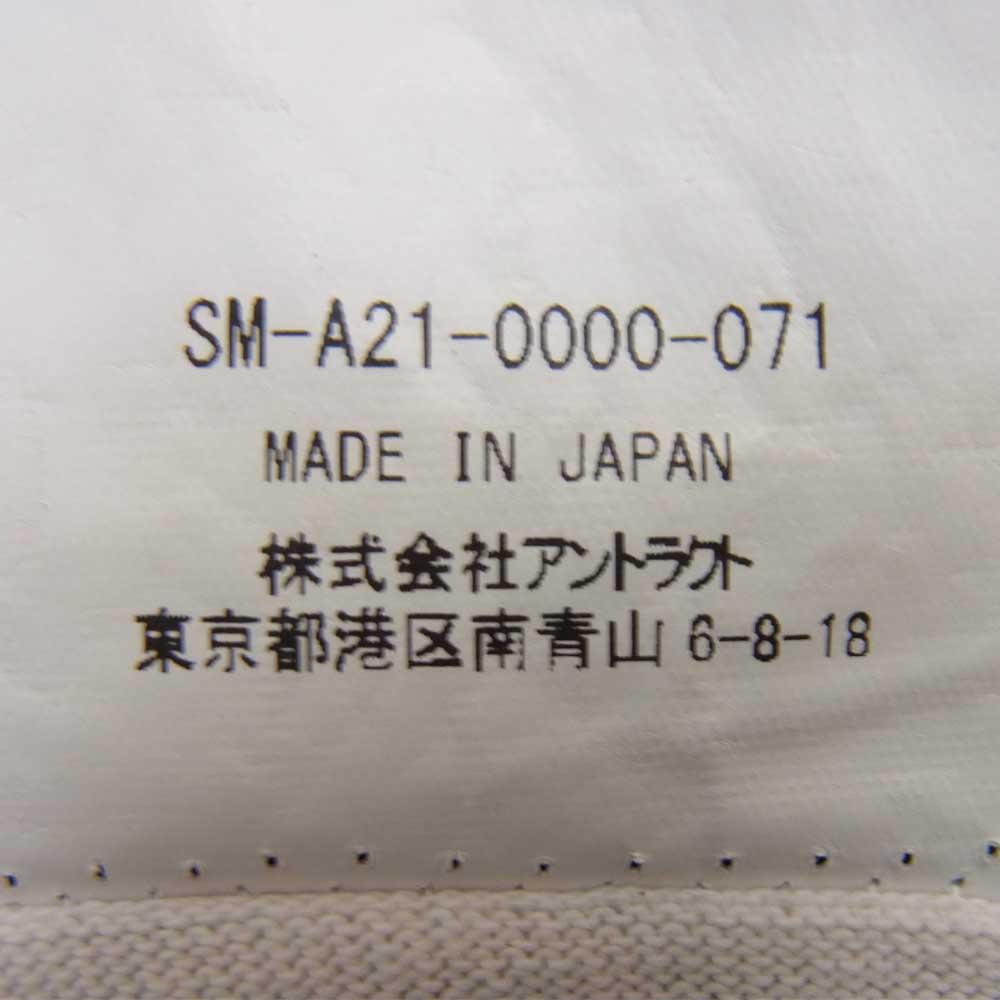 SM-A21-0000-071
MADE IN JAPAN
株式会社アントラクト
東京都港区南青山 6-8-18